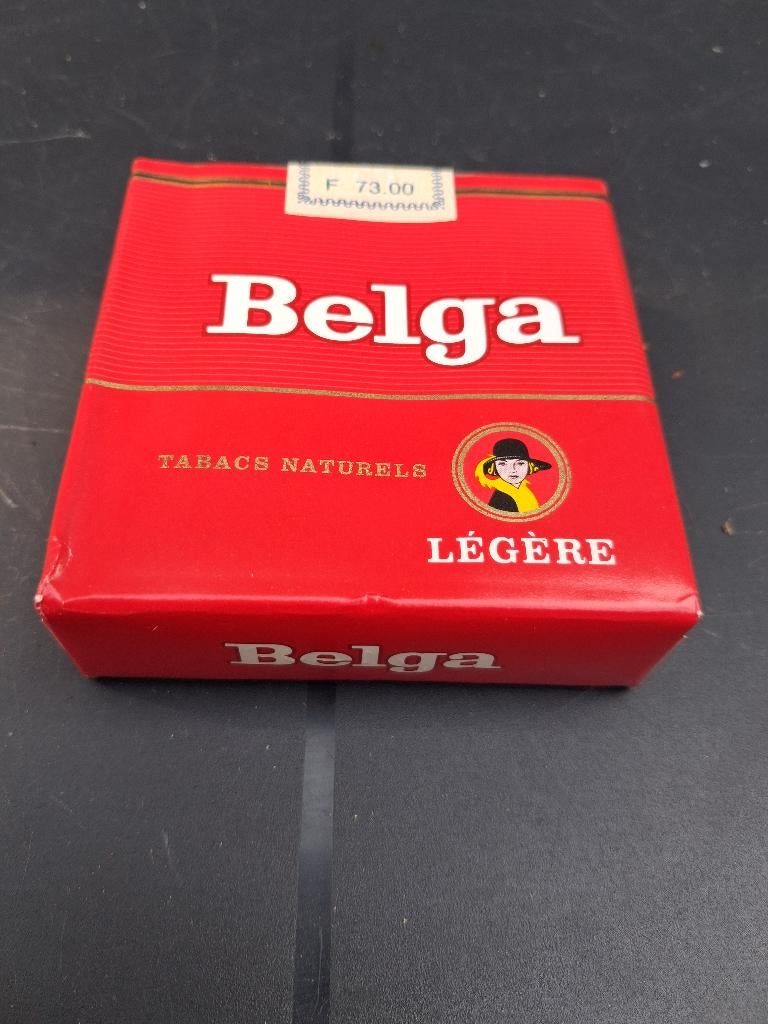 F 73.00
Belga
TABACS NATURELS
LÉGÈRE
Belga